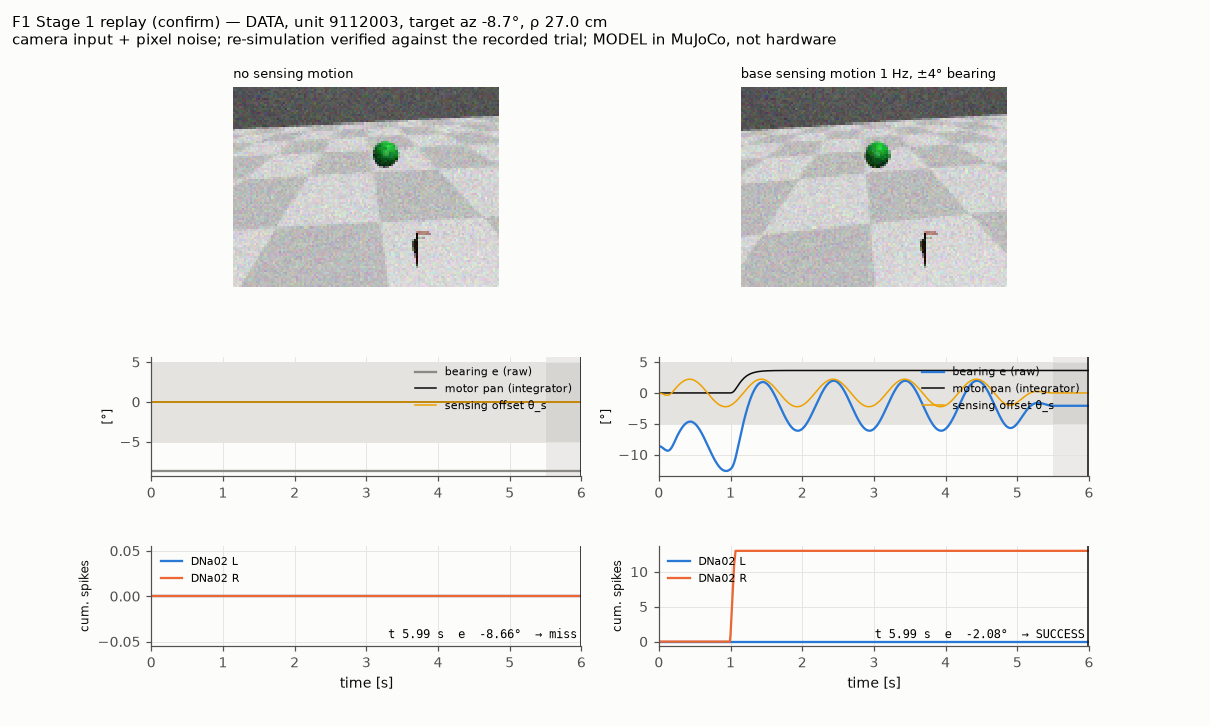 F1 Stage 1 replay (confirm) — DATA, unit 9112003, target az -8.7°, ρ 27.0 cm
camera input + pixel noise; re-simulation verified against the recorded trial; MODEL in MuJoCo, not hardware
no sensing motion
base sensing motion 1 Hz, ±4° bearing
5
0
−5
[°]
bearing e (raw)
motor pan (integrator)
sensing offset θ_s
0 1 2 3 4 5 6
5
0
−5
−10
[°]
bearing e (raw)
motor pan (integrator)
sensing offset θ_s
0 1 2 3 4 5 6
0.05
0.00
−0.05
cum. spikes
DNa02 L
DNa02 R
t 5.99 s e -8.66° → miss
0 1 2 3 4 5 6
time [s]
10
5
0
cum. spikes
DNa02 L
DNa02 R
t 5.99 s e -2.08° → SUCCESS
0 1 2 3 4 5 6
time [s]